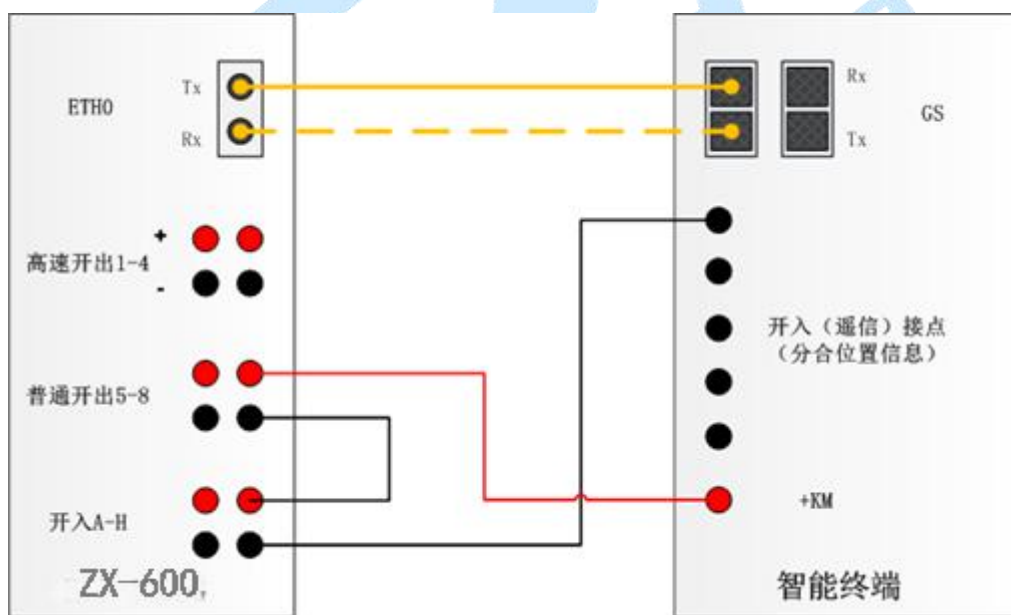 ETH0
Tx
Rx
Rx
Tx
GS
+
-
高速开出1-4
普通开出5-8
开入A-H
ZX-600,
开入（遥信）接点
（分合位置信息）
+KM
智能终端